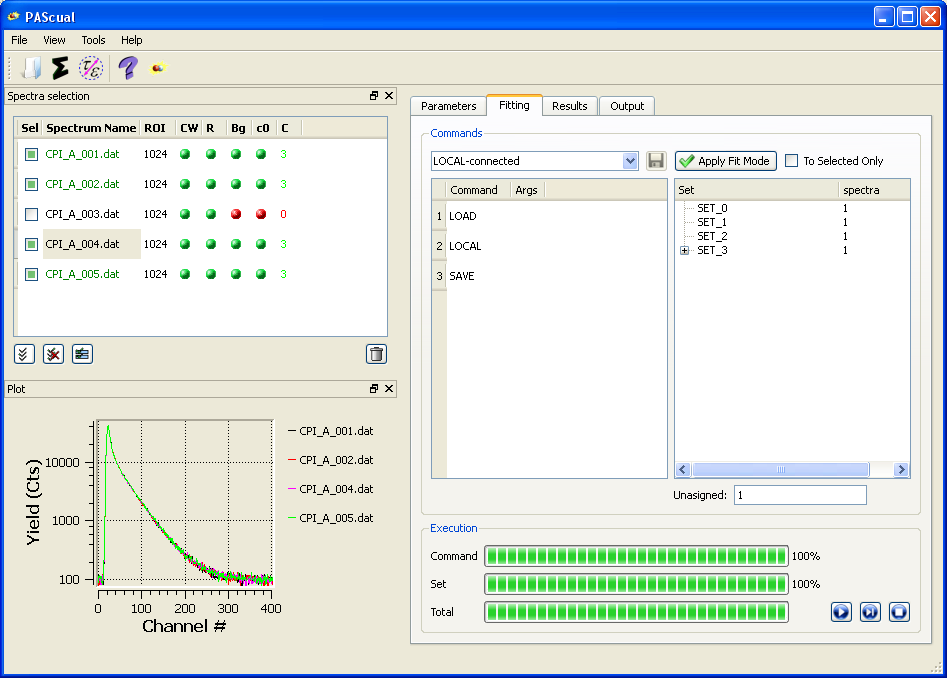 PAScual
File View Tools Help
Spectra selection
Sel Spectrum Name ROI CW R Bg c0 C
CPI_A_001.dat 1024 3
CPI_A_002.dat 1024 3
CPI_A_003.dat 1024 0
CPI_A_004.dat 1024 3
CPI_A_005.dat 1024 3
Plot
CPI_A_001.dat
CPI_A_002.dat
CPI_A_004.dat
CPI_A_005.dat
Yield (Cts)
10000
1000
100
0 100 200 300 400
Channel #
Parameters Fitting Results Output
Commands
LOCAL-connected Apply Fit Mode To Selected Only
Command Args
1 LOAD
2 LOCAL
3 SAVE
Set spectra
SET_0 1
SET_1 1
SET_2 1
SET_3 1
Unasigned: 1
Execution
Command 100%
Set 100%
Total